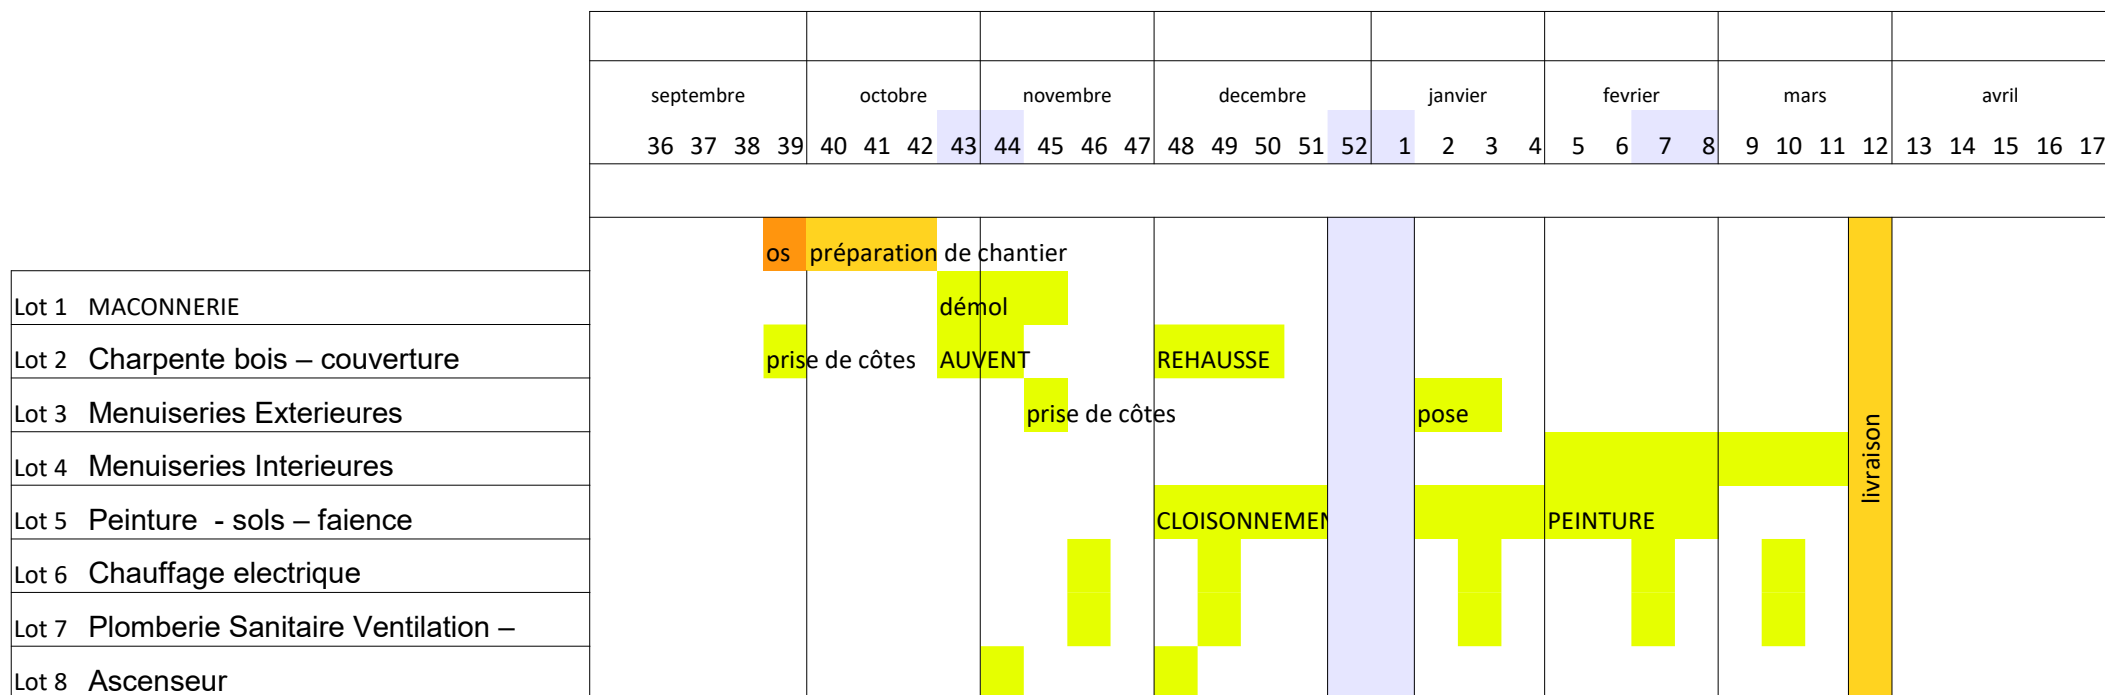 septembre octobre novembre decembre janvier fevrier mars avril
36 37 38 39 40 41 42 43 44 45 46 47 48 49 50 51 52 1 2 3 4 5 6 7 8 9 10 11 12 13 14 15 16 17
os préparation de chantier
Lot 1 MACONNERIE démol
Lot 2 Charpente bois – couverture prise de côtes AUVENT REHAUSSE
Lot 3 Menuiseries Exterieures prise de côtes pose
Lot 4 Menuiseries Interieures
livraison
Lot 5 Peinture - sols – faience CLOISONNEMEN PEINTURE
Lot 6 Chauffage electrique
Lot 7 Plomberie Sanitaire Ventilation –
Lot 8 Ascenseur